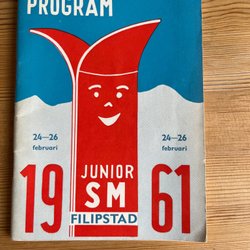 PROGRAM
24—26
februari
24—26
februari
JUNIOR
19 SM 61
FILIPSTAD